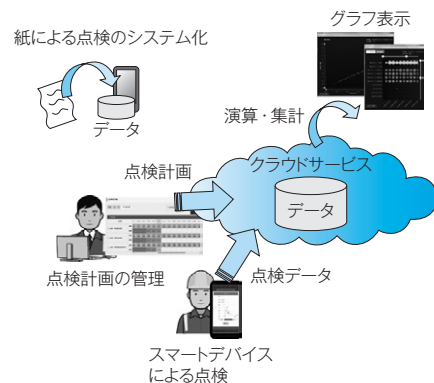 グラフ表示
紙による点検のシステム化
データ
演算・集計
点検計画
クラウドサービス
データ
点検計画の管理
点検データ
スマートデバイス
による点検